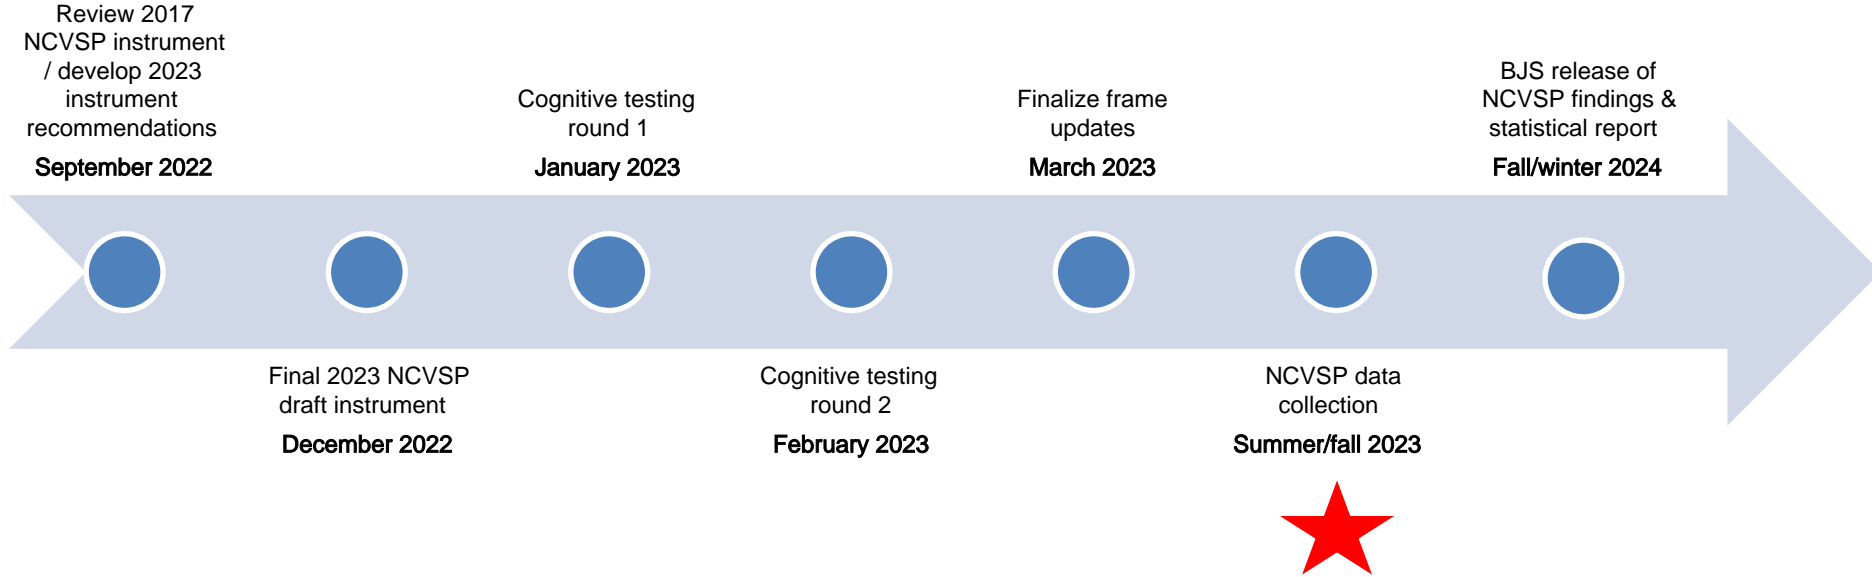 Review 2017
NCVSP instrument
/ develop 2023
instrument
recommendations
September 2022
Final 2023 NCVSP
draft instrument
December 2022
Cognitive testing
round 1
January 2023
Cognitive testing
round 2
February 2023
Finalize frame
updates
March 2023
NCVSP data
collection
Summer/fall 2023
BJS release of
NCVSP findings &
statistical report
Fall/winter 2024